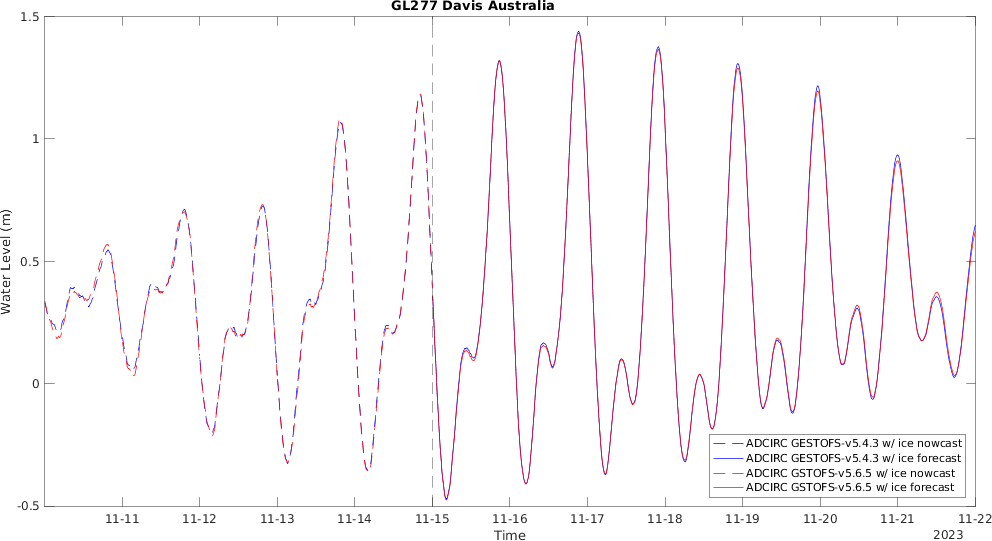 GL277 Davis Australia
1.5
1
0.5
0
-0.5
Water Level (m)
11-11
11-12
11-13
11-14
11-15
11-16
11-17
11-18
11-19
11-20
11-21
11-22
Time
2023
ADCIRC GESTOFS-v5.4.3 w/ ice nowcast
ADCIRC GESTOFS-v5.4.3 w/ ice forecast
ADCIRC GSTOFS-v5.6.5 w/ ice nowcast
ADCIRC GSTOFS-v5.6.5 w/ ice forecast